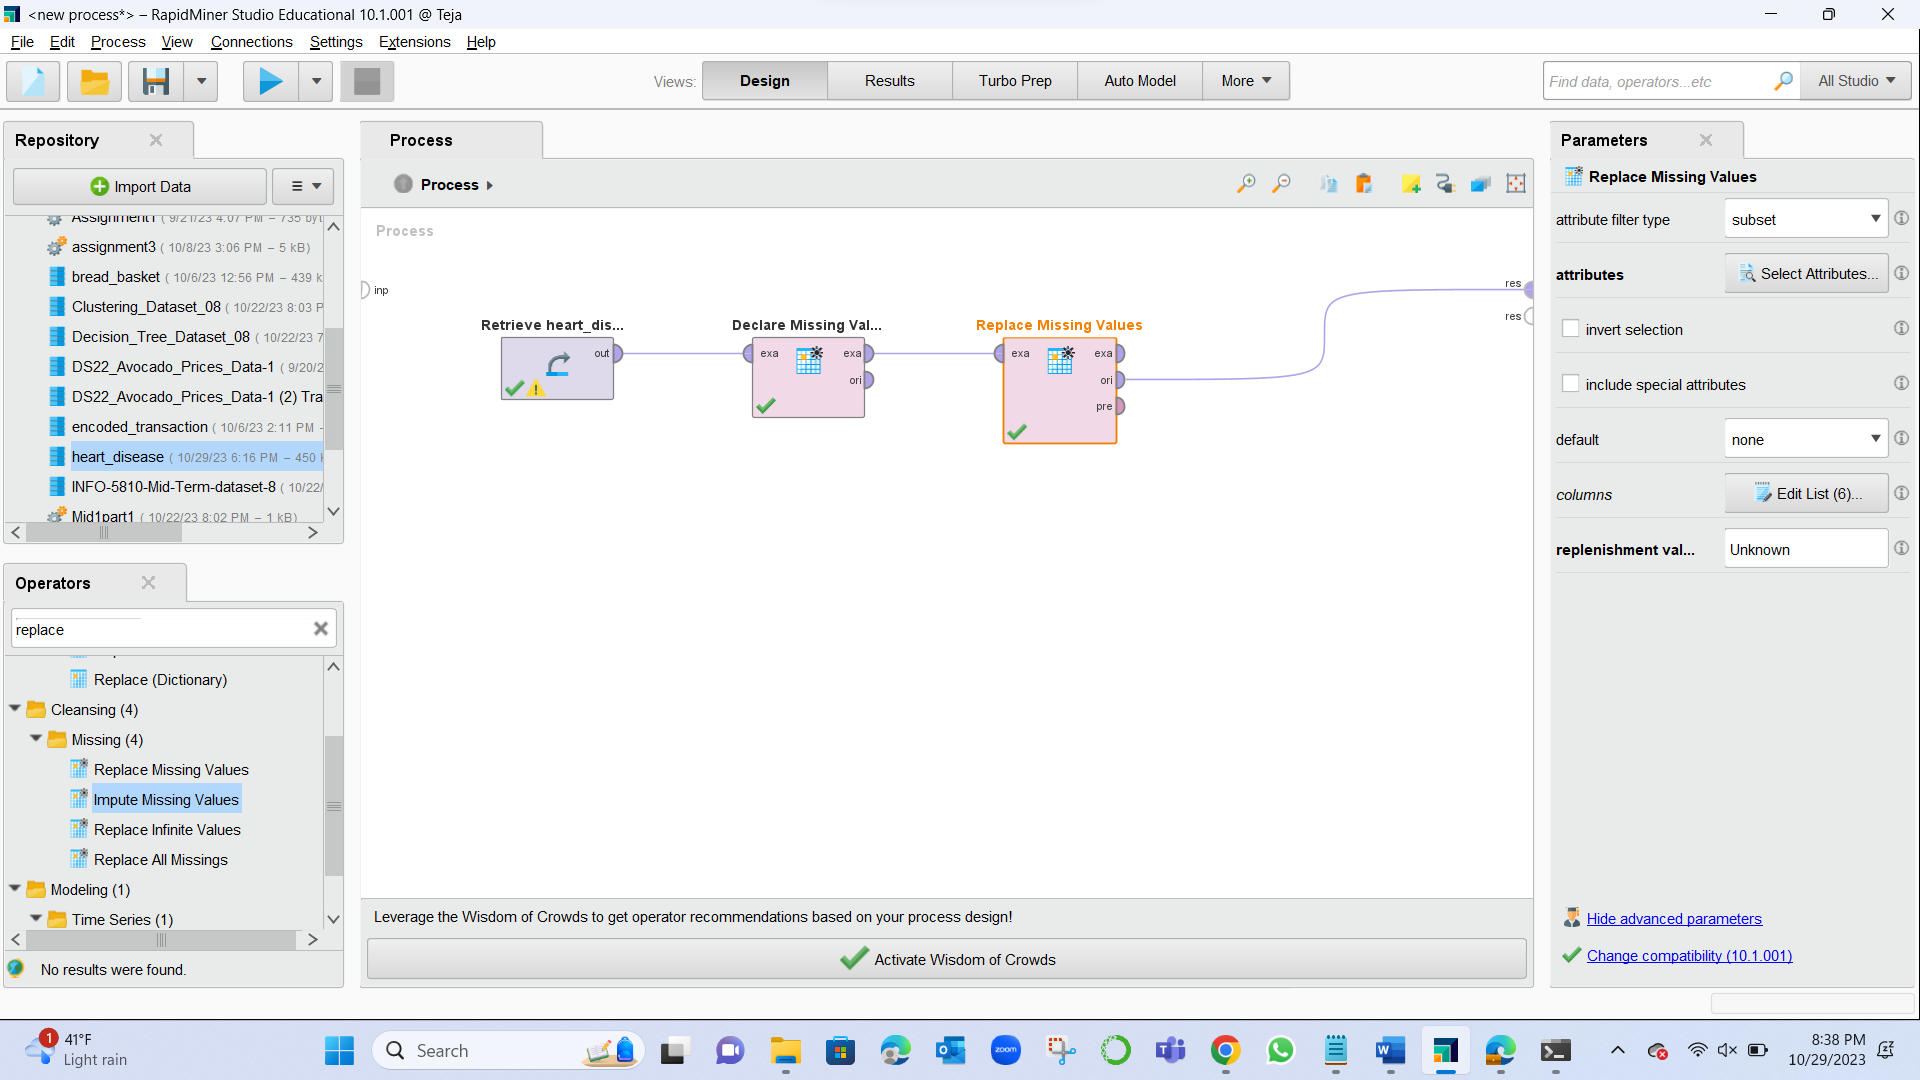 <new process*> – RapidMiner Studio Educational 10.1.001 @ Teja
File Edit Process View Connections Settings Extensions Help
Views: Design Results Turbo Prep Auto Model More
Find data, operators...etc
All Studio
Repository
Import Data
Assignment1 ( 9/21/23 4:07 PM – 735 byt
assignment3 ( 10/8/23 3:06 PM – 5 kB)
bread_basket ( 10/6/23 12:56 PM – 439 k
Clustering_Dataset_08 ( 10/22/23 8:03 P
Decision_Tree_Dataset_08 ( 10/22/23 7
DS22_Avocado_Prices_Data-1 ( 9/20/2
DS22_Avocado_Prices_Data-1 (2) Tra
encoded_transaction ( 10/6/23 2:11 PM -
heart_disease ( 10/29/23 6:16 PM – 450 k
INFO-5810-Mid-Term-dataset-8 ( 10/22/
Mid1part1 ( 10/22/23 8:02 PM – 1 kB)
Operators
replace
Replace (Dictionary)
Cleansing (4)
Missing (4)
Replace Missing Values
Impute Missing Values
Replace Infinite Values
Replace All Missings
Modeling (1)
Time Series (1)
No results were found.
Process
Process
Process
inp
Retrieve heart_dis...
out
Declare Missing Val...
exa exa
ori
Replace Missing Values
exa exa
ori
pre
res
res
Leverage the Wisdom of Crowds to get operator recommendations based on your process design!
Activate Wisdom of Crowds
Parameters
Replace Missing Values
attribute filter type subset
attributes Select Attributes...
invert selection
include special attributes
default none
columns Edit List (6)...
replenishment val... Unknown
Hide advanced parameters
Change compatibility (10.1.001)
1
41°F
Light rain
Search
zoom
8:38 PM
10/29/2023